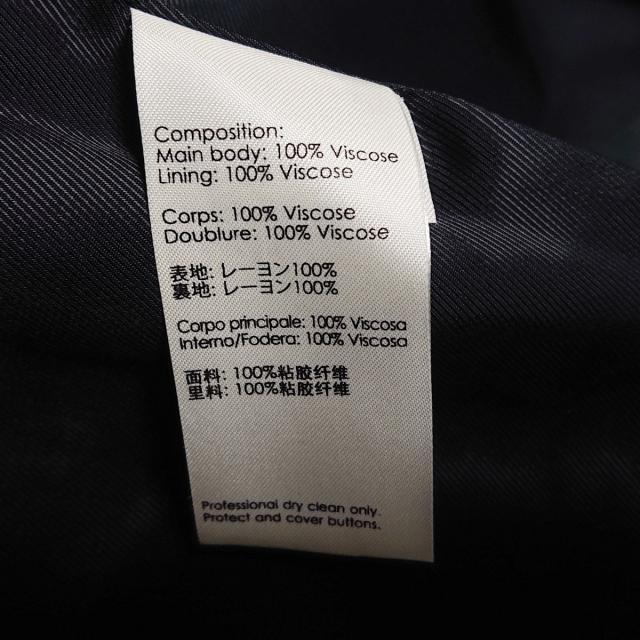 Composition:
Main body: 100% Viscose
Lining: 100% Viscose
Corps: 100% Viscose
Doublure: 100% Viscose
表地: レーヨン100%
裏地: レーヨン100%
Corpo principale: 100% Viscosa
Interno/Fodera: 100% Viscosa
面料: 100%粘胶纤维
里料: 100%粘胶纤维
Professional dry clean only.
Protect and cover buttons.